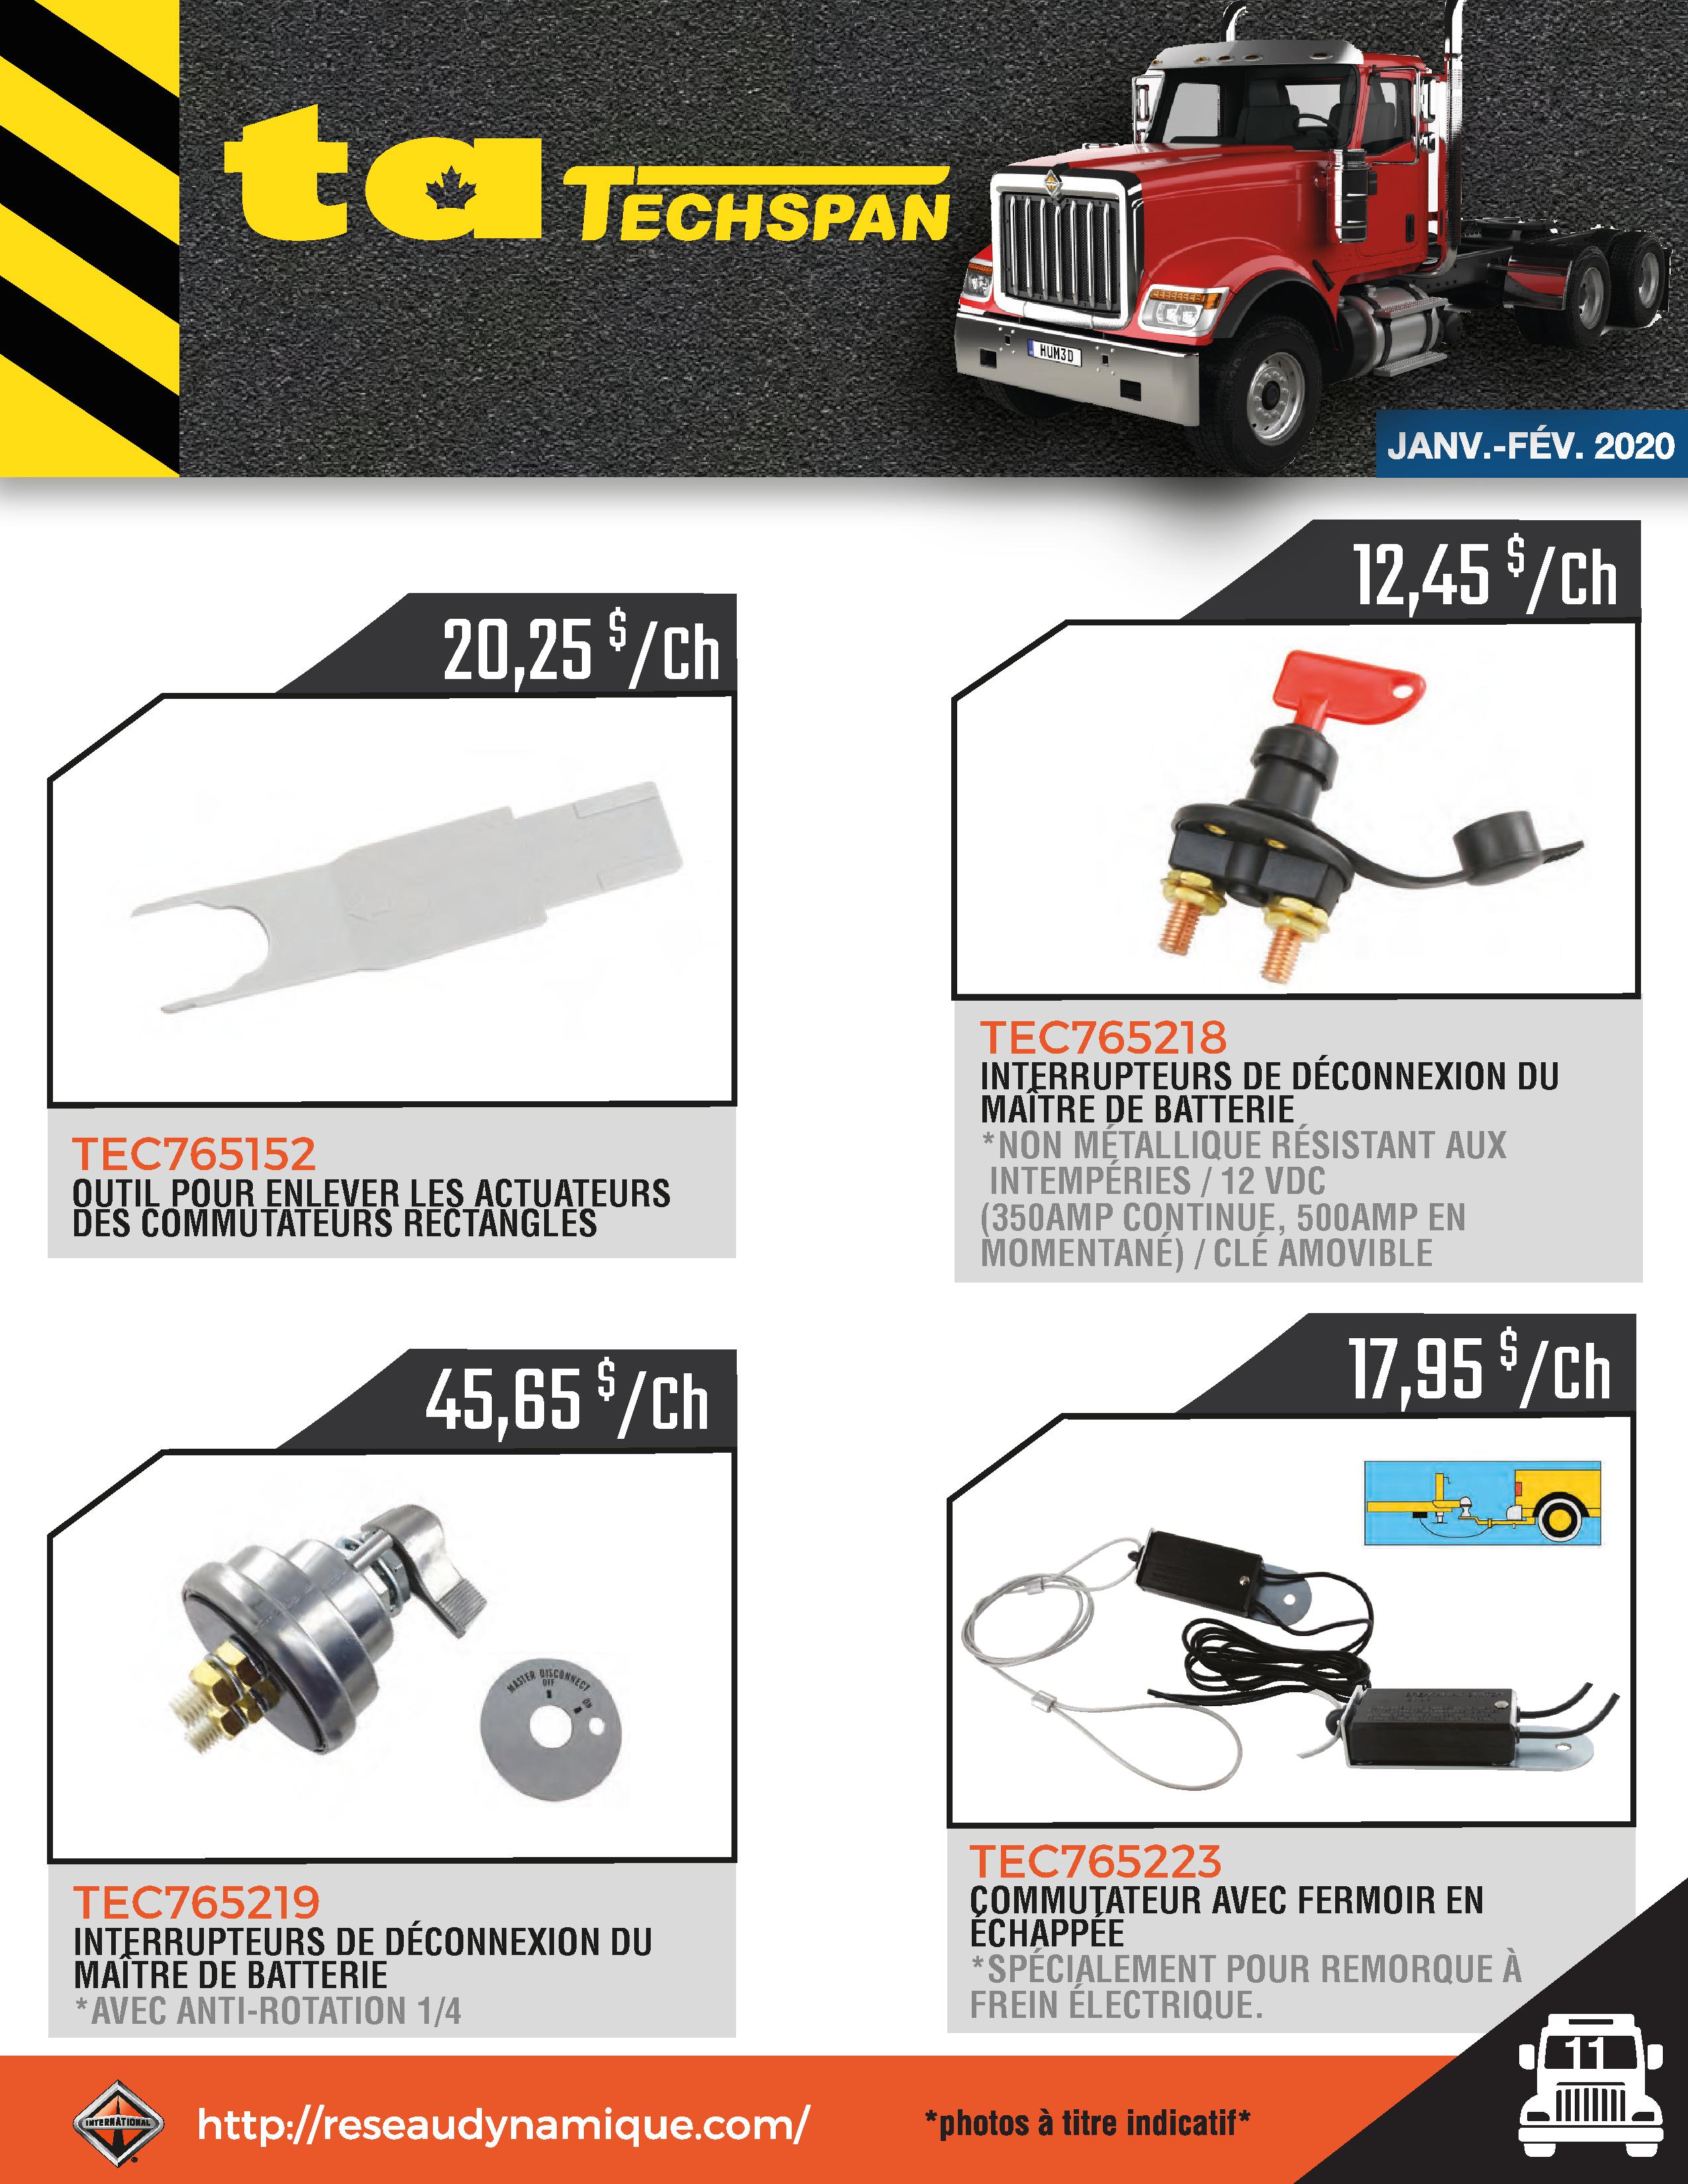 ta TECHSPAN
HUM3D
JANV.-FÉV. 2020
20,25 $/Ch
TEC765152
OUTIL POUR ENLEVER LES ACTUATEURS
DES COMMUTATEURS RECTANGLES
12,45 $/Ch
TEC765218
INTERRUPTEURS DE DÉCONNEXION DU
MAÎTRE DE BATTERIE
*NON MÉTALLIQUE RÉSISTANT AUX
INTEMPÉRIES / 12 VDC
(350AMP CONTINUE, 500AMP EN
MOMENTANÉ) / CLÉ AMOVIBLE
45,65 $/Ch
MASTER DISCONNECT
OFF
ON
TEC765219
INTERRUPTEURS DE DÉCONNEXION DU
MAÎTRE DE BATTERIE
*AVEC ANTI-ROTATION 1/4
17,95 $/Ch
TEC765223
COMMUTATEUR AVEC FERMOIR EN
ÉCHAPPÉE
*SPÉCIALEMENT POUR REMORQUE À
FREIN ÉLECTRIQUE.
INTERNATIONAL
http://reseaudynamique.com/
*photos à titre indicatif*
11